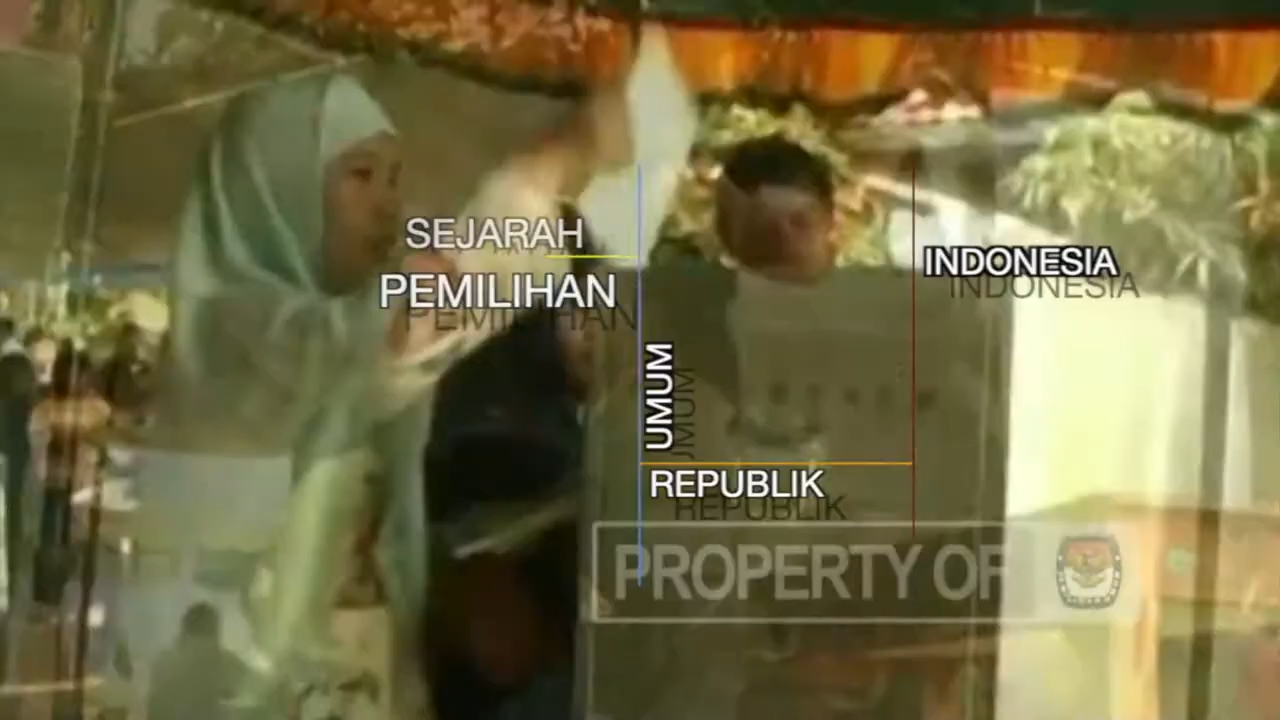 SEJARAH
PEMILIHAN
UMUM
REPUBLIK
INDONESIA
PROPERTY OF